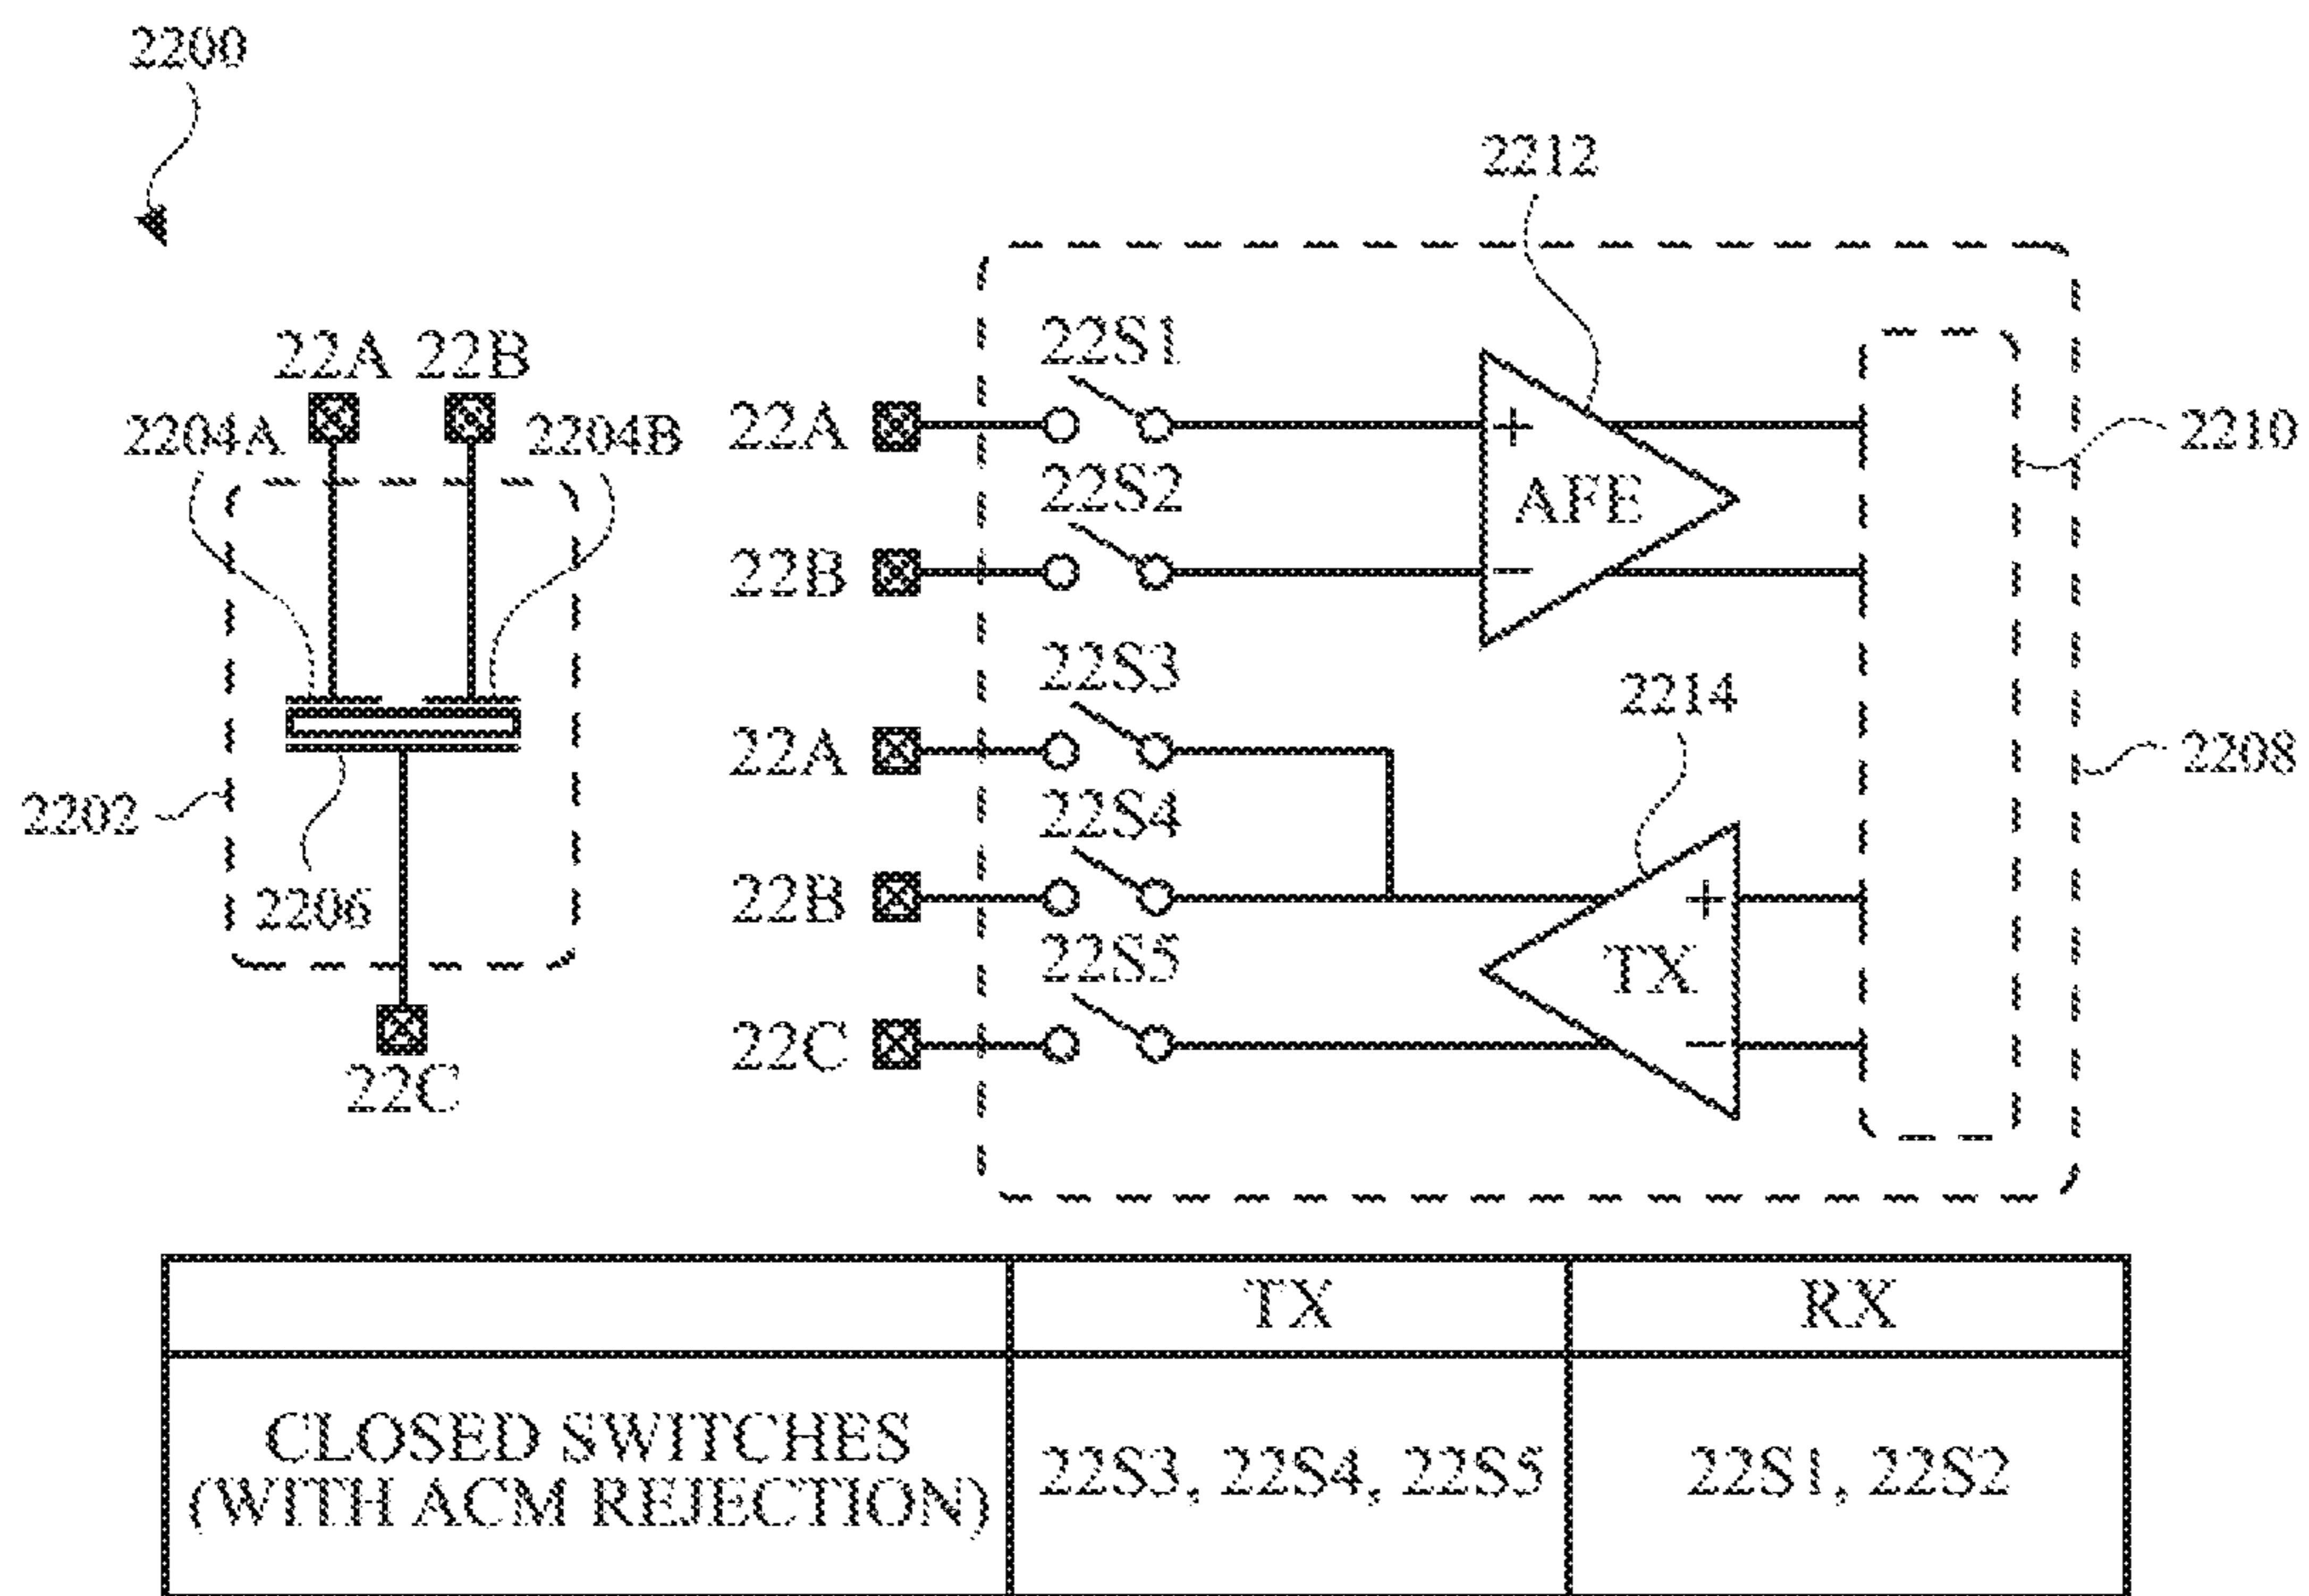 2200
2212
22A 22B
22S1
2204A
2204B
22A
+
2210
22S2
AFE
22B
−
22S3
2214
22A
2208
22S4
2202
2206
22B
+
22S5
TX
22C
−
22C
TX RX
CLOSED SWITCHES
(WITH ACM REJECTION)
22S3, 22S4, 22S5
22S1, 22S2